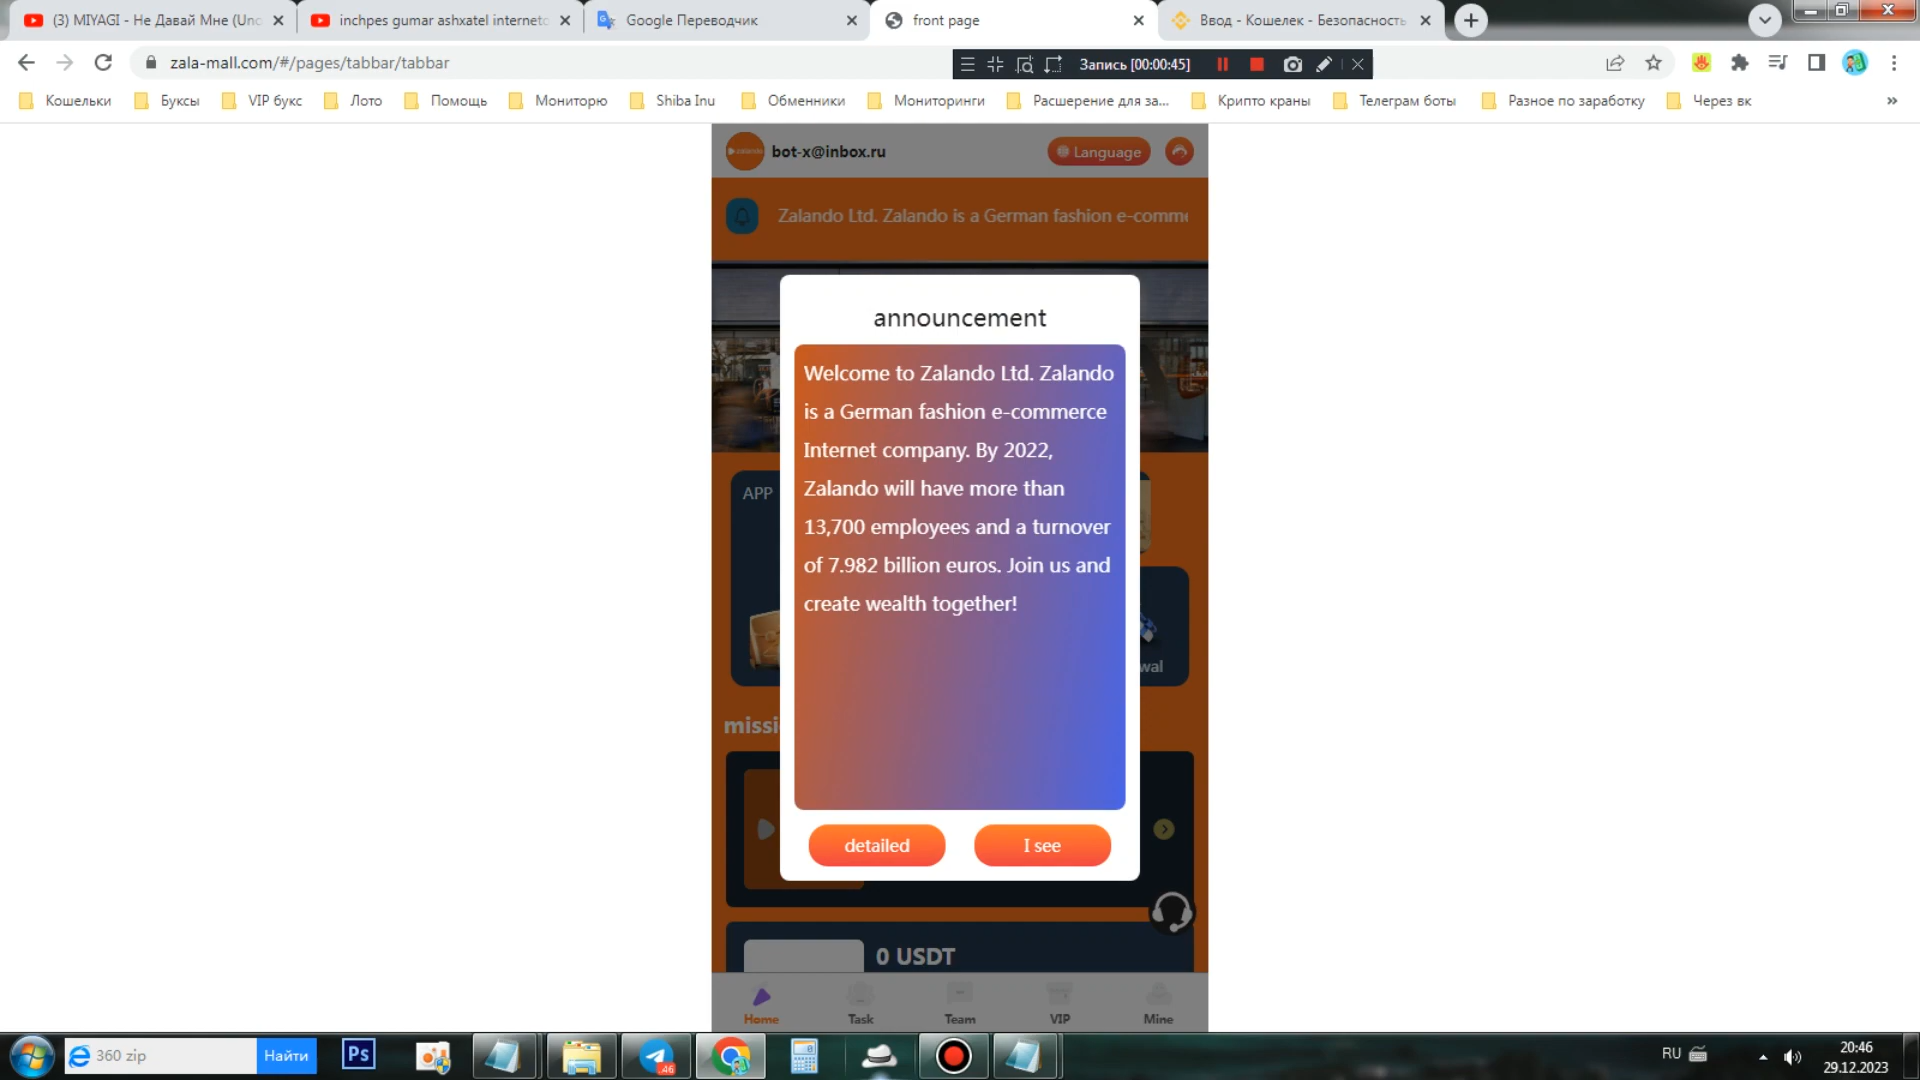 (3) MIYAGI - Не Давай Мне (Unc
inchpes gumar ashxatel internetc
Google Переводчик
front page
Ввод - Кошелек - Безопасность
zala-mall.com/#/pages/tabbar/tabbar
Запись [00:00:45]
Кошельки
Буксы
VIP букс
Лото
Помощь
Мониторю
Shiba Inu
Обменники
Мониторинги
Расшерение для за...
Крипто краны
Телеграм боты
Разное по заработку
Через вк
»
zalando
bot-x@inbox.ru
Language
Zalando Ltd. Zalando is a German fashion e-comme
announcement
Welcome to Zalando Ltd. Zalando
is a German fashion e-commerce
Internet company. By 2022,
Zalando will have more than
13,700 employees and a turnover
of 7.982 billion euros. Join us and
create wealth together!
APP
wal
missi
detailed
I see
0 USDT
Home
Task
Team
VIP
Mine
360 zip
Найти
Ps
46
RU
20:46
29.12.2023